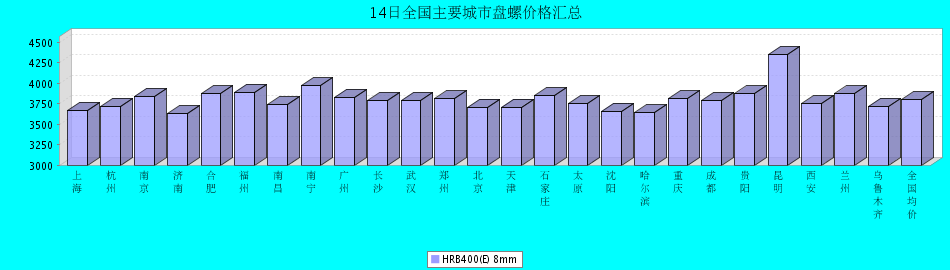 14日全国主要城市盘螺价格汇总
4500
4250
4000
3750
3500
3250
3000
上海
杭州
南京
济南
合肥
福州
南昌
南宁
广州
长沙
武汉
郑州
北京
天津
石家庄
太原
沈阳
哈尔滨
重庆
成都
贵阳
昆明
西安
兰州
乌鲁木齐
全国均价
HRB400(E) 8mm